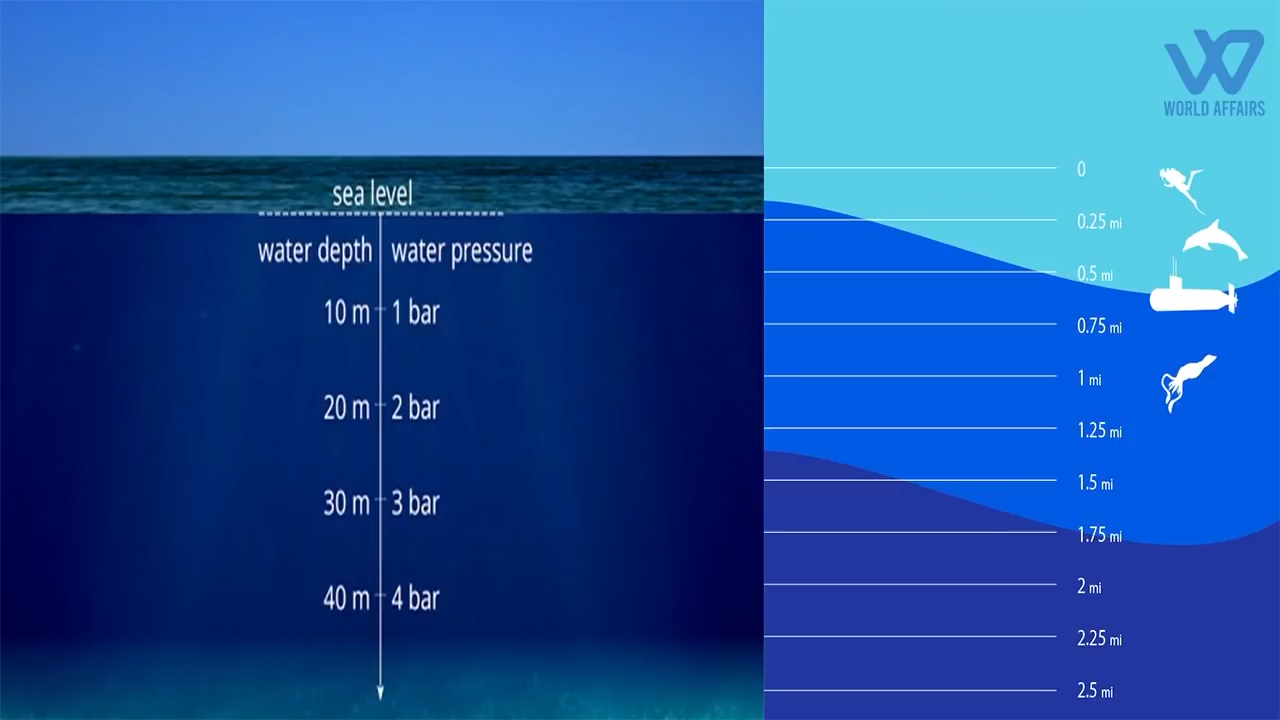 sea level
water depth water pressure
10 m 1 bar
20 m 2 bar
30 m 3 bar
40 m 4 bar
WORLD AFFAIRS
0
0.25 mi
0.5 mi
0.75 mi
1 mi
1.25 mi
1.5 mi
1.75 mi
2 mi
2.25 mi
2.5 mi